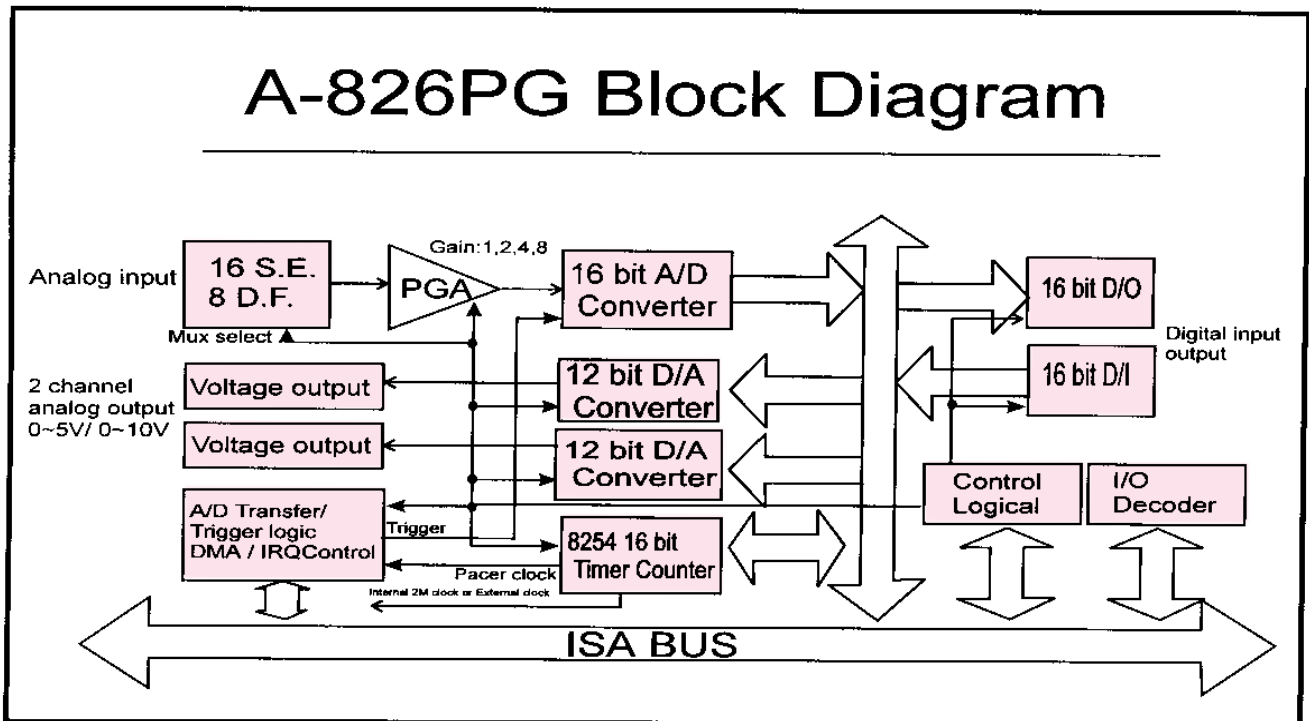 A-826PG Block Diagram
Analog input
16 S.E.
8 D.F.
Mux select
PGA
Gain:1,2,4,8
16 bit A/D
Converter
16 bit D/O
Digital input
output
16 bit D/I
2 channel
analog output
0~5V/ 0~10V
Voltage output
12 bit D/A
Converter
Voltage output
12 bit D/A
Converter
A/D Transfer/
Trigger logic
DMA / IRQControl
Trigger
Pacer clock
Internal 2M clock or External clock
8254 16 bit
Timer Counter
Control
Logical
I/O
Decoder
ISA BUS